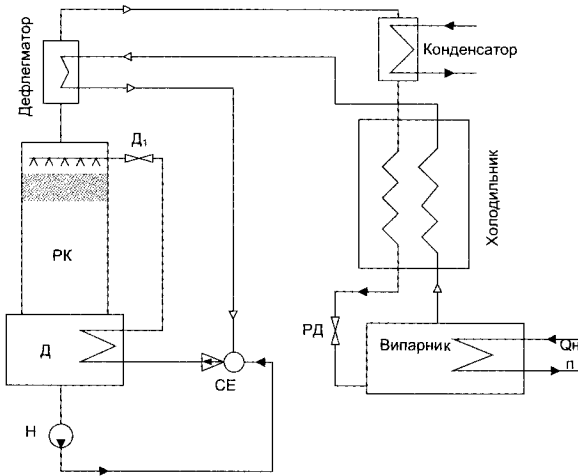 Дефлегматор
Конденсатор
Д₁
Холодильник
РК
РД
Випарник
Qн
п
Д
СЕ
Н